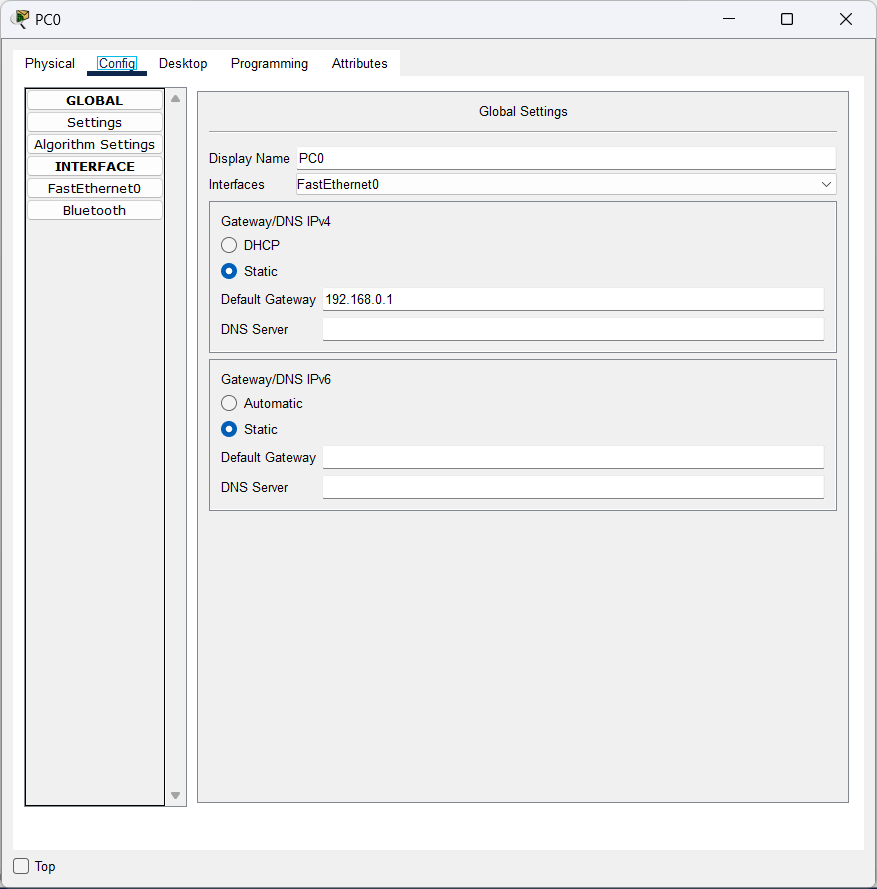 PC0
Physical Config Desktop Programming Attributes
GLOBAL
Settings
Algorithm Settings
INTERFACE
FastEthernet0
Bluetooth
Global Settings
Display Name PC0
Interfaces FastEthernet0
Gateway/DNS IPv4
DHCP
Static
Default Gateway 192.168.0.1
DNS Server
Gateway/DNS IPv6
Automatic
Static
Default Gateway
DNS Server
Top